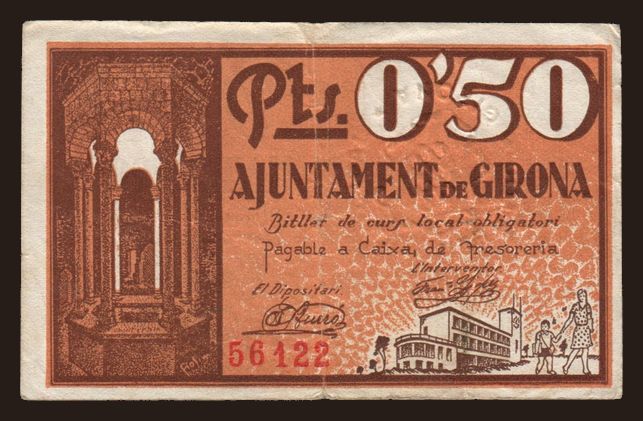 Pts. 0'50
AJUNTAMENT DE GIRONA
Bitllet de curs local obligatori
Pagable a Caixa, de Tresoreria
L'Interventor
El Dipositari
56122